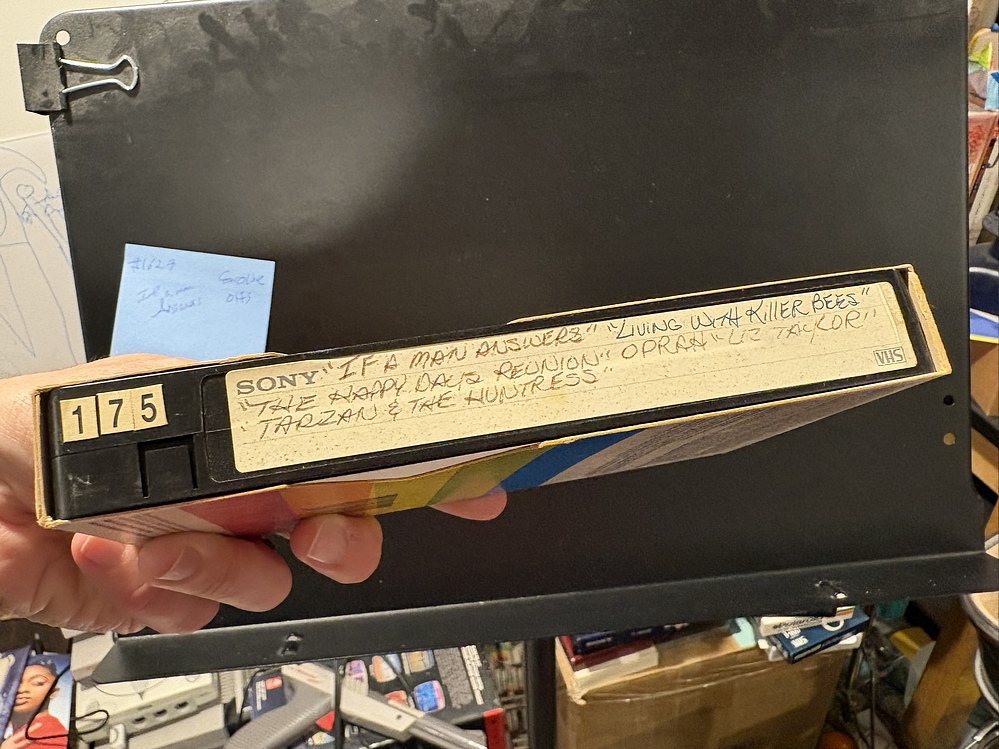 #1627
175
SONY "IF A MAN ANSWERS" "LIVING WITH KILLER BEES"
"THE HAPPY DAYS REUNION" OPRAH "LIZ TAYLOR"
"TARZAN & THE HUNTRESS"
VHS